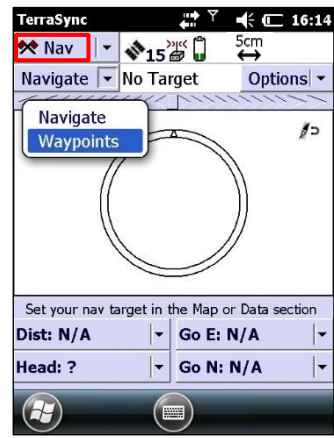 TerraSync 16:14
Nav 15 5cm
Navigate No Target Options
Navigate
Waypoints
Set your nav target in the Map or Data section
Dist: N/A Go E: N/A
Head: ? Go N: N/A